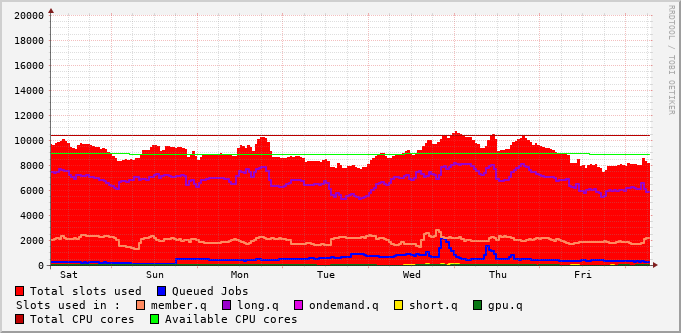 20000
18000
16000
14000
12000
10000
8000
6000
4000
2000
0
Sat Sun Mon Tue Wed Thu Fri
Total slots used Queued Jobs
Slots used in : member.q long.q ondemand.q short.q gpu.q
Total CPU cores Available CPU cores
RRDTOOL / TOBI OETIKER